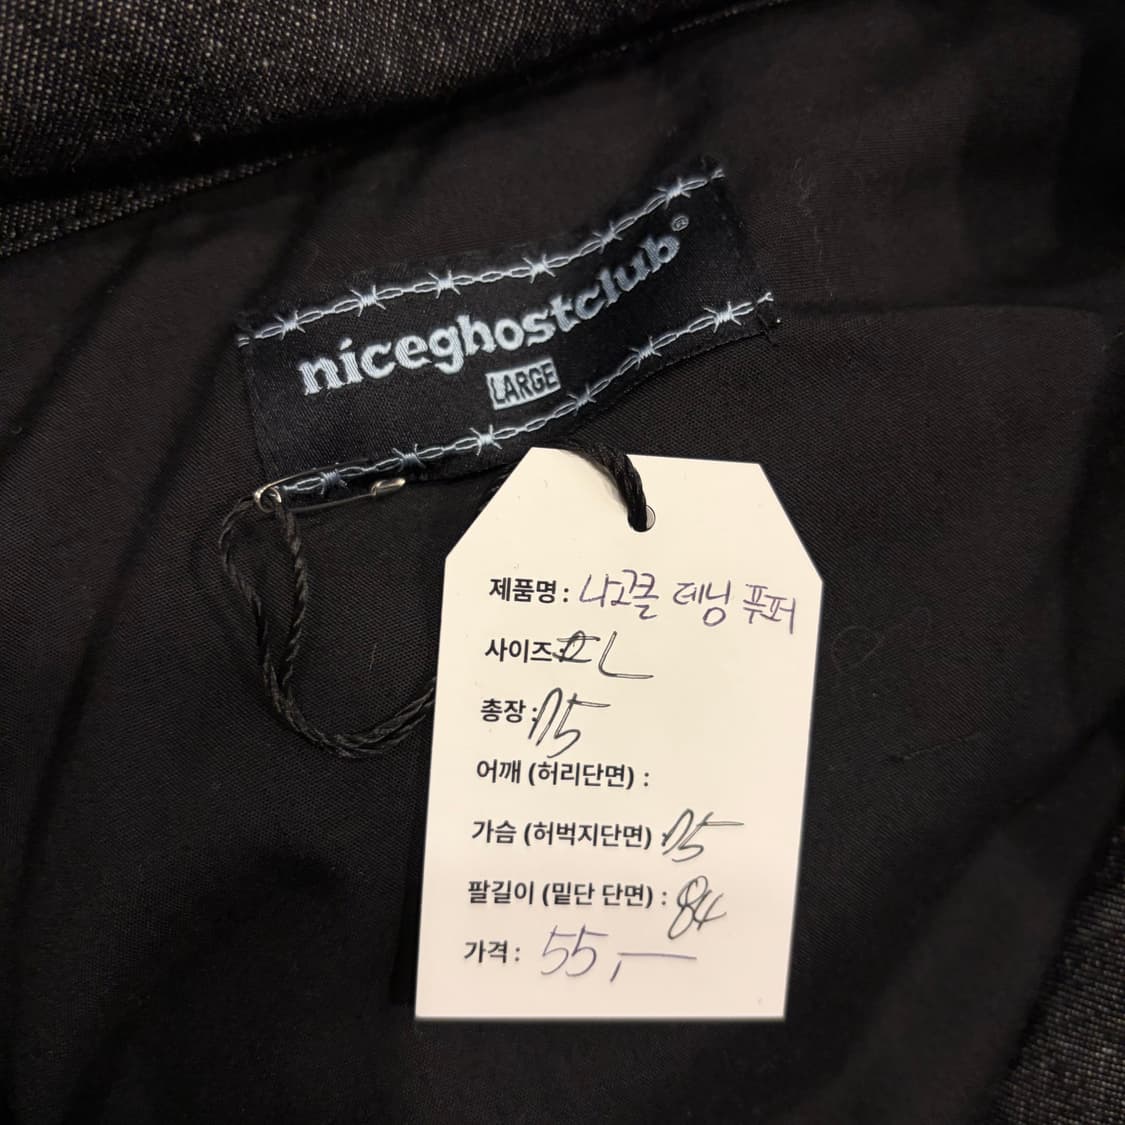 niceghostclub®
LARGE
제품명 : 나고클 데님 푸퍼
사이즈 : L
총장 : 75
어깨 (허리단면) :
가슴 (허벅지단면) : 75
팔길이 (밑단 단면) : 84
가격 : 55,—